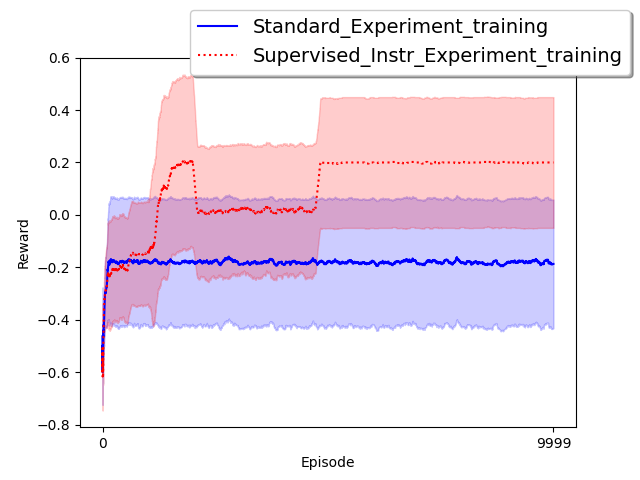 Standard_Experiment_training
Supervised_Instr_Experiment_training
0.6
0.4
0.2
0.0
−0.2
−0.4
−0.6
−0.8
Reward
0
9999
Episode